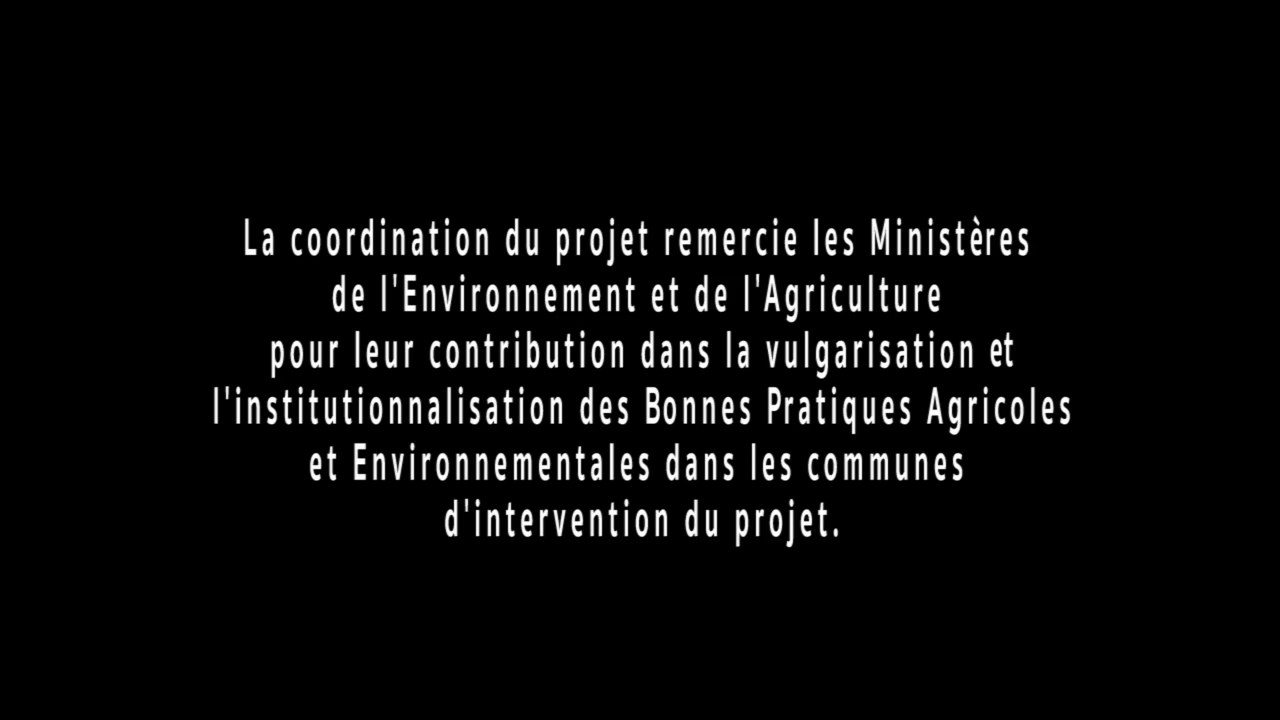 La coordination du projet remercie les Ministères
de l'Environnement et de l'Agriculture
pour leur contribution dans la vulgarisation et
l'institutionnalisation des Bonnes Pratiques Agricoles
et Environnementales dans les communes
d'intervention du projet.